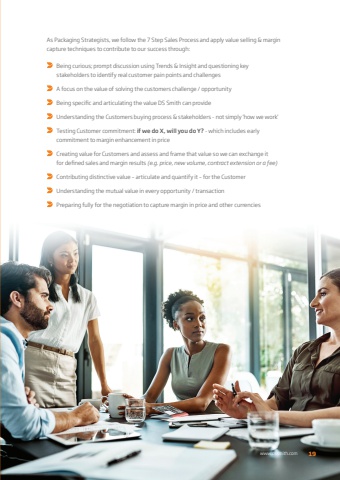 As Packaging Strategists, we follow the 7 Step Sales Process and apply value selling & margin
capture techniques to contribute to our success through:
Being curious; prompt discussion using Trends & Insight and questioning key
stakeholders to identify real customer pain points and challenges
A focus on the value of solving the customers challenge / opportunity
Being specific and articulating the value DS Smith can provide
Understanding the Customers buying process & stakeholders - not simply 'how we work'
Testing Customer commitment: if we do X, will you do Y? - which includes early
commitment to margin enhancement in price
Creating value for Customers and assess and frame that value so we can exchange it
for defined sales and margin results (e.g. price, new volume, contract extension or a fee)
Contributing distinctive value – articulate and quantify it – for the Customer
Understanding the mutual value in every opportunity / transaction
Preparing fully for the negotiation to capture margin in price and other currencies
19